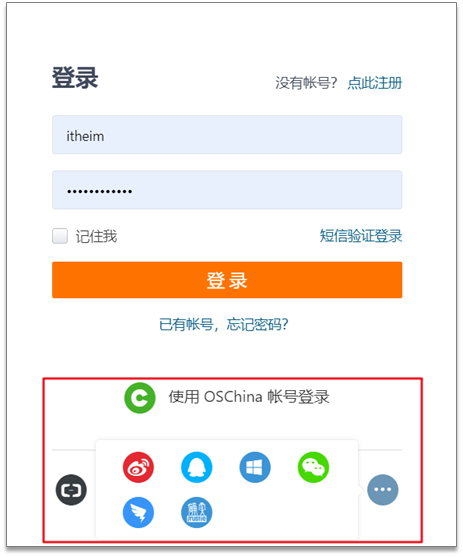 登录
没有帐号? 点此注册
itheim
••••••••••••
记住我
短信验证登录
登录
已有帐号，忘记密码?
使用 OSChina 帐号登录